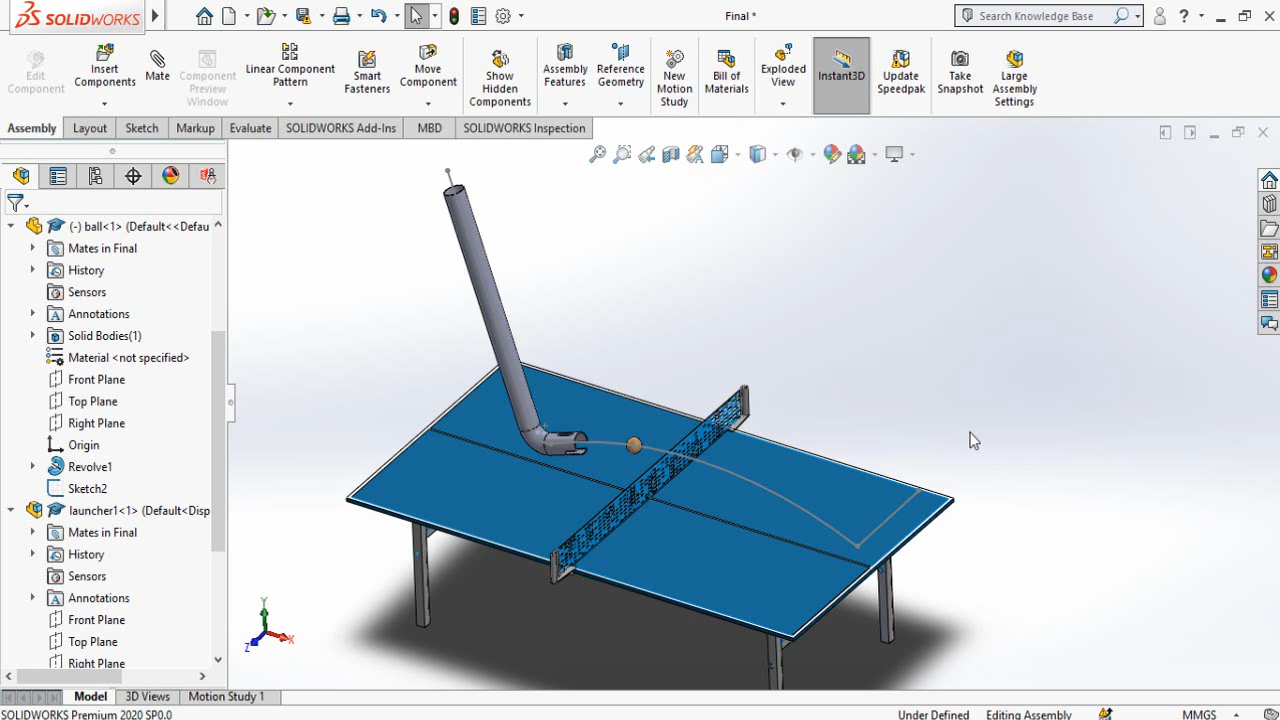 SOLIDWORKS
Final *
Search Knowledge Base
?
Edit Component
Insert Components
Mate
Component Preview Window
Linear Component Pattern
Smart Fasteners
Move Component
Show Hidden Components
Assembly Features
Reference Geometry
New Motion Study
Bill of Materials
Exploded View
Instant3D
Update Speedpak
Take Snapshot
Large Assembly Settings
Assembly
Layout
Sketch
Markup
Evaluate
SOLIDWORKS Add-Ins
MBD
SOLIDWORKS Inspection
(-) ball<1> (Default<<Defau
Mates in Final
History
Sensors
Annotations
Solid Bodies(1)
Material <not specified>
Front Plane
Top Plane
Right Plane
Origin
Revolve1
Sketch2
launcher1<1> (Default<Disp
Mates in Final
History
Sensors
Annotations
Front Plane
Top Plane
Right Plane
Y
Z
X
Model
3D Views
Motion Study 1
SOLIDWORKS Premium 2020 SP0.0
Under Defined
Editing Assembly
MMGS